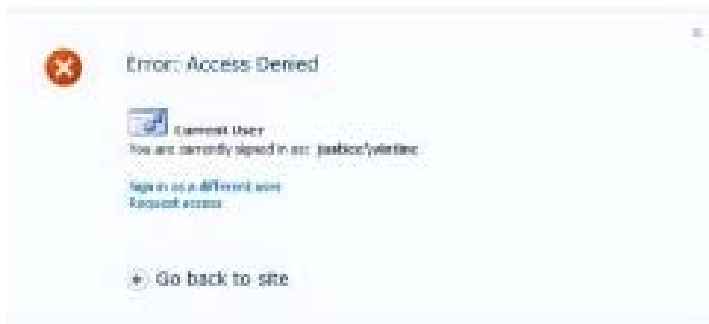 Error: Access Denied
Current User
You are currently signed in as:
Sign in as a different user
Request access
Go back to site